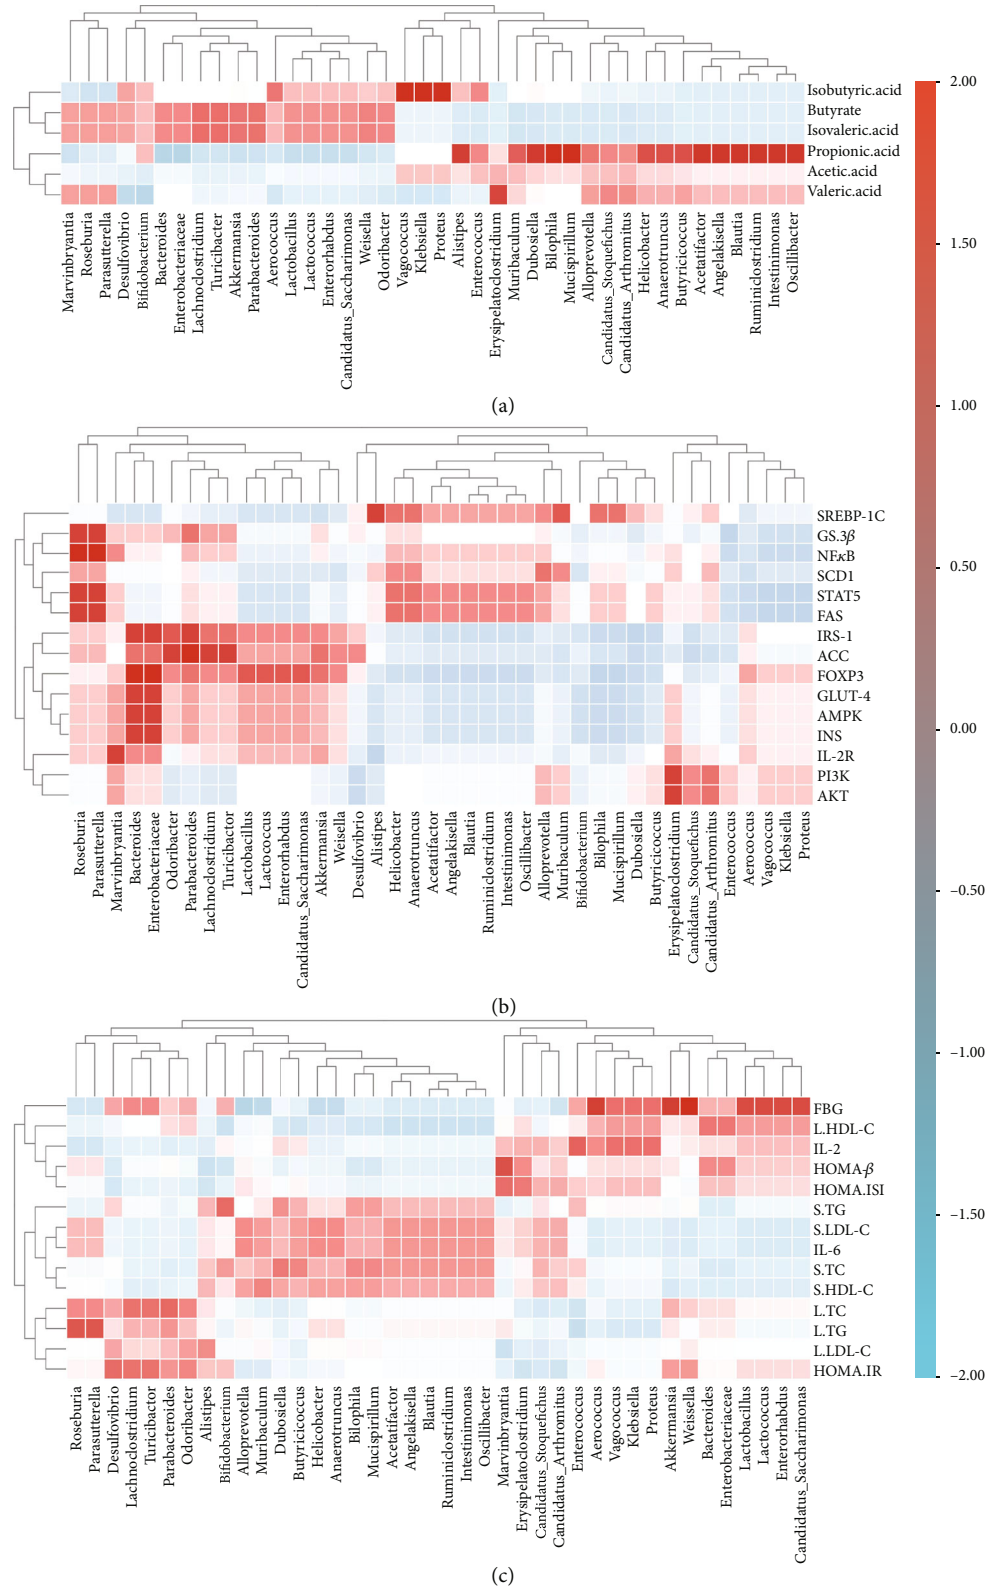 Isobutyric.acid
Butyrate
Isovaleric.acid
Propionic.acid
Acetic.acid
Valeric.acid
Marvinbryantia
Roseburia
Parasutterella
Desulfovibrio
Bifidobacterium
Bacteroides
Enterobacteriaceae
Lachnoclostridium
Turicibacter
Akkermansia
Parabacteroides
Aerococcus
Lactobacillus
Lactococcus
Enterorhabdus
Candidatus_Saccharimonas
Weisella
Odoribacter
Vagococcus
Klebsiella
Proteus
Alistipes
Enterococcus
Erysipelatoclostridium
Muribaculum
Dubosiella
Bilophila
Mucispirillum
Alloprevotella
Candidatus_Stoquefichus
Candidatus_Arthromitus
Helicobacter
Anaerotruncus
Butyricicoccus
Acetatifactor
Angelakisella
Blautia
Ruminiclostridium
Intestinimonas
Oscillibacter
(a)
SREBP-1C
GS.3β
NFκB
SCD1
STAT5
FAS
IRS-1
ACC
FOXP3
GLUT-4
AMPK
INS
IL-2R
PI3K
AKT
Roseburia
Parasutterella
Marvinbryantia
Bacteroides
Enterobacteriaceae
Odoribacter
Parabacteroides
Lachnoclostridium
Turicibactor
Lactobacillus
Lactococcus
Enterorhabdus
Candidatus_Saccharimonas
Akkermansia
Weisella
Desulfovibrio
Alistipes
Helicobacter
Anaerotruncus
Acetatifactor
Angelakisella
Blautia
Ruminiclostridium
Intestinimonas
Oscillibacter
Alloprevotella
Muribaculum
Bifidobacterium
Bilophila
Mucispirillum
Dubosiella
Butyricicoccus
Erysipelatoclostridium
Candidatus_Stoquefichus
Candidatus_Arthromitus
Enterococcus
Aerococcus
Vagococcus
Klebsiella
Proteus
(b)
FBG
L.HDL-C
IL-2
HOMA-β
HOMA.ISI
S.TG
S.LDL-C
IL-6
S.TC
S.HDL-C
L.TC
L.TG
L.LDL-C
HOMA.IR
Roseburia
Parasutterella
Desulfovibrio
Lachnoclostridium
Turicibactor
Parabacteroides
Odoribacter
Alistipes
Bifidobacterium
Alloprevotella
Muribaculum
Dubosiella
Butyricicoccus
Helicobacter
Anaerotruncus
Bilophila
Mucispirillum
Acetatifactor
Angelakisella
Blautia
Ruminiclostridium
Intestinimonas
Oscillibacter
Marvinbryantia
Erysipelatoclostridium
Candidatus_Stoquefichus
Candidatus_Arthromitus
Enterococcus
Aerococcus
Vagococcus
Klebsiella
Proteus
Akkermansia
Weisella
Bacteroides
Enterobacteriaceae
Lactobacillus
Lactococcus
Enterorhabdus
Candidatus_Saccharimonas
(c)
2.00
1.50
1.00
0.50
0.00
−0.50
−1.00
−1.50
−2.00